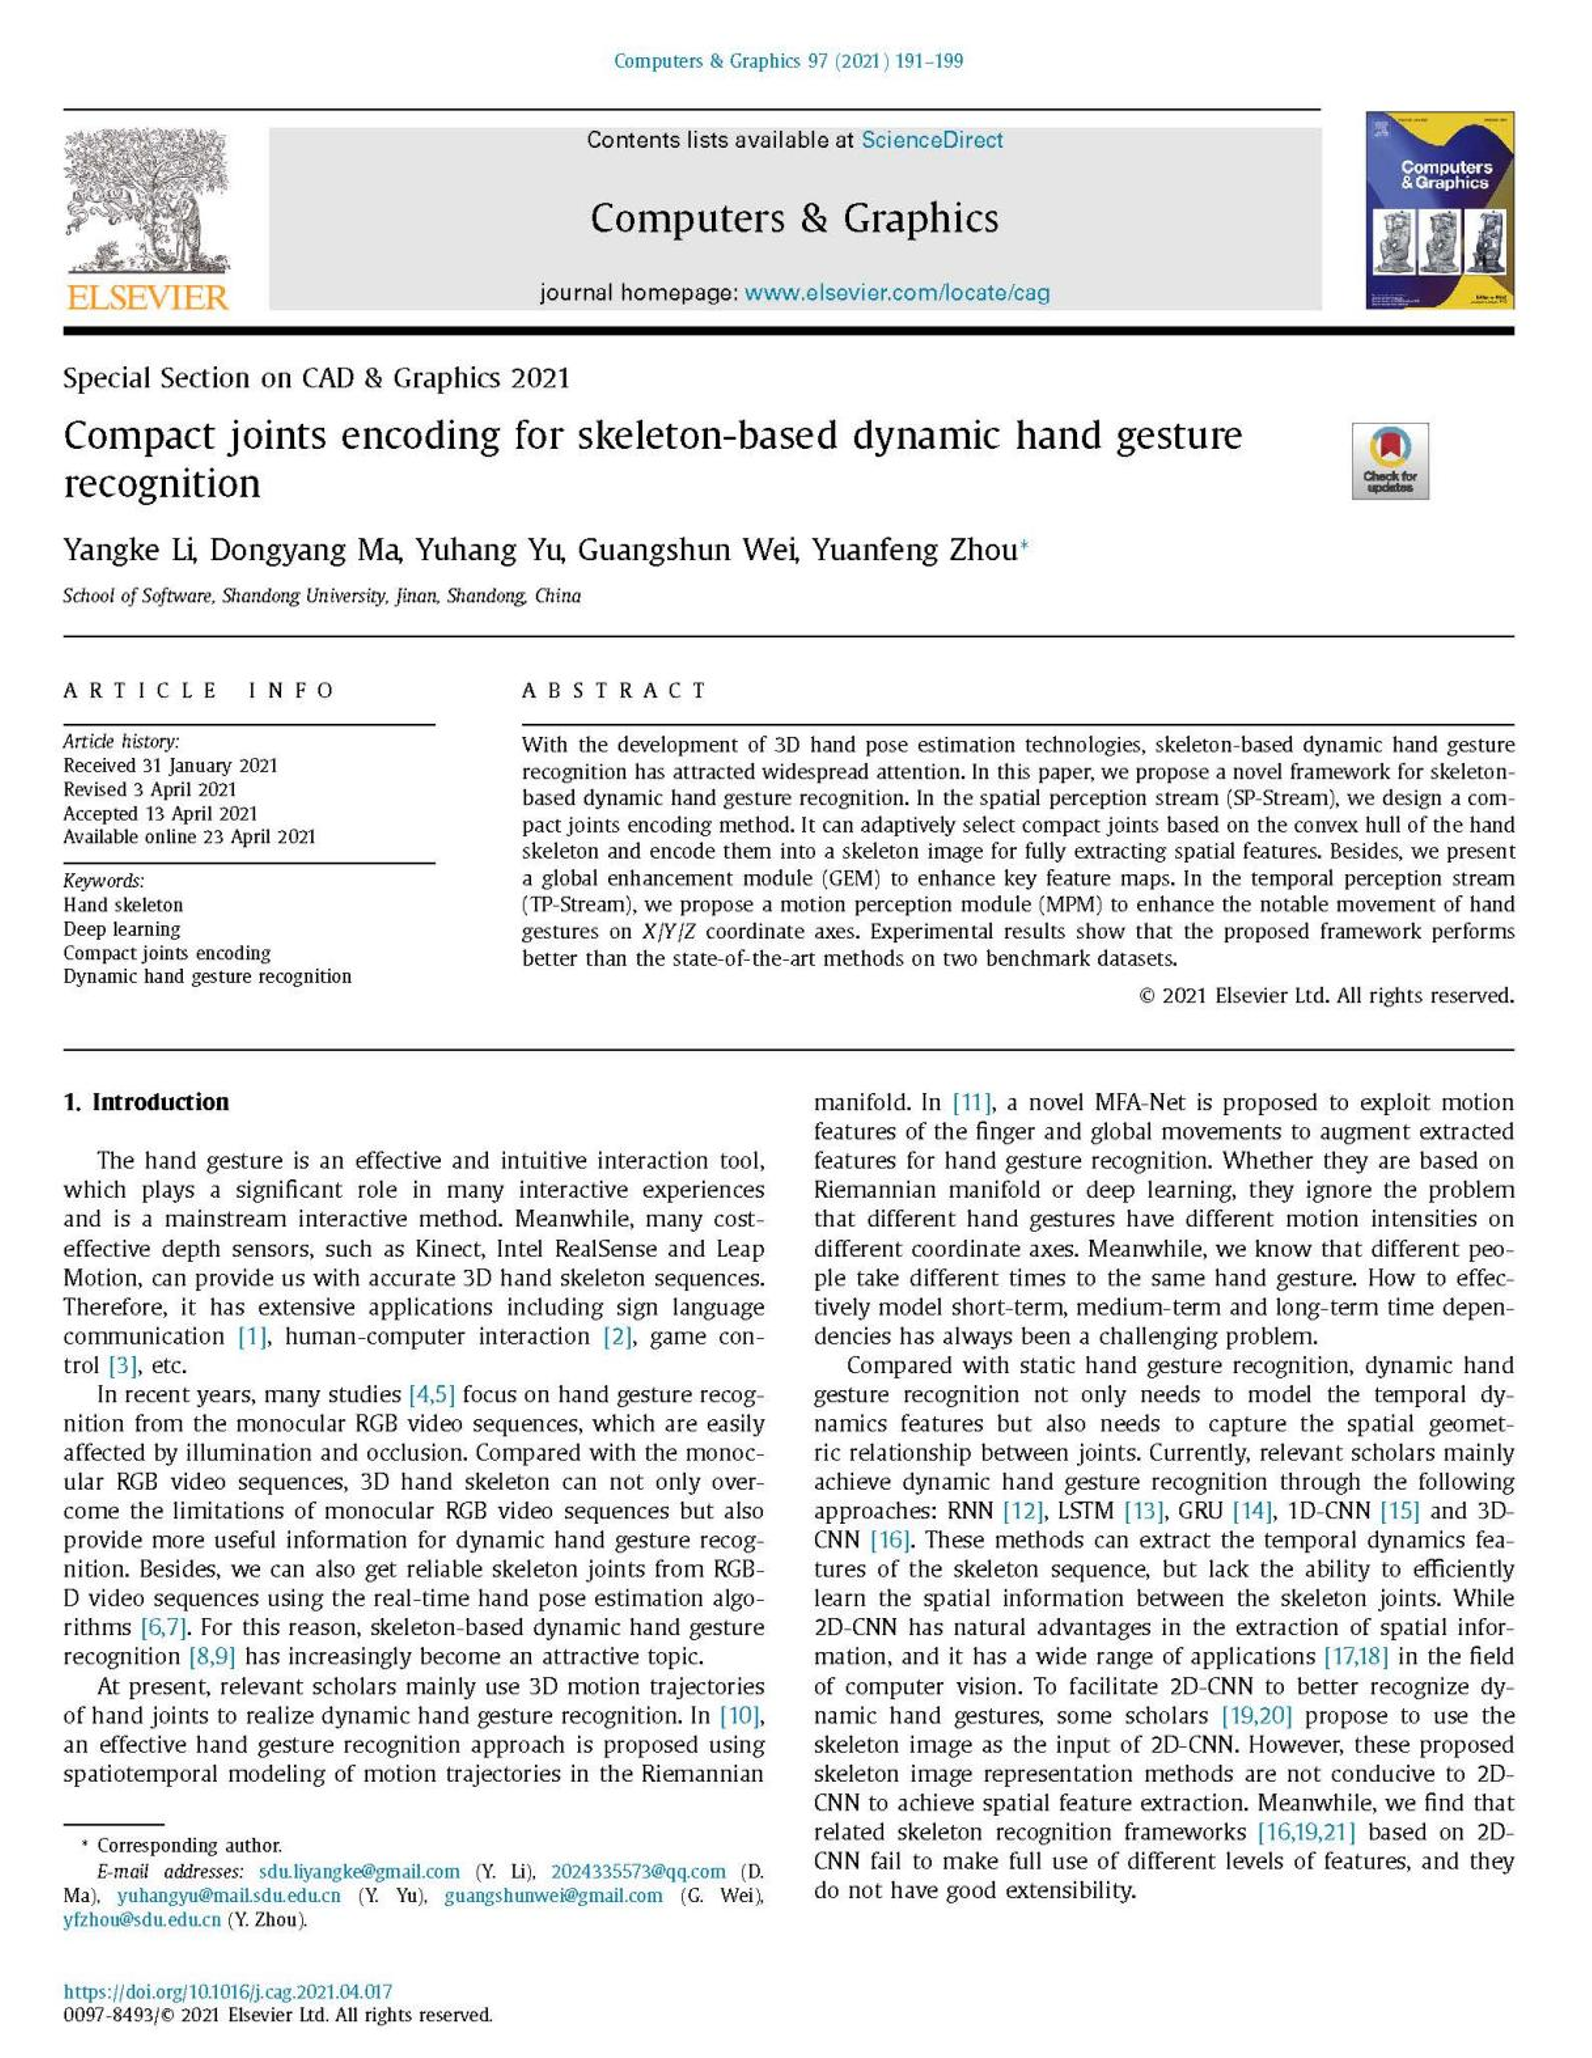 Computers & Graphics 97 (2021) 191–199
Contents lists available at ScienceDirect
Computers & Graphics
journal homepage: www.elsevier.com/locate/cag
ELSEVIER
Computers
& Graphics
Special Section on CAD & Graphics 2021
Compact joints encoding for skeleton-based dynamic hand gesture
recognition
Check for
updates
Yangke Li, Dongyang Ma, Yuhang Yu, Guangshun Wei, Yuanfeng Zhou*
School of Software, Shandong University, Jinan, Shandong, China
ARTICLE INFO
Article history:
Received 31 January 2021
Revised 3 April 2021
Accepted 13 April 2021
Available online 23 April 2021
Keywords:
Hand skeleton
Deep learning
Compact joints encoding
Dynamic hand gesture recognition
ABSTRACT
With the development of 3D hand pose estimation technologies, skeleton-based dynamic hand gesture
recognition has attracted widespread attention. In this paper, we propose a novel framework for skeleton-
based dynamic hand gesture recognition. In the spatial perception stream (SP-Stream), we design a com-
pact joints encoding method. It can adaptively select compact joints based on the convex hull of the hand
skeleton and encode them into a skeleton image for fully extracting spatial features. Besides, we present
a global enhancement module (GEM) to enhance key feature maps. In the temporal perception stream
(TP-Stream), we propose a motion perception module (MPM) to enhance the notable movement of hand
gestures on X/Y/Z coordinate axes. Experimental results show that the proposed framework performs
better than the state-of-the-art methods on two benchmark datasets.
© 2021 Elsevier Ltd. All rights reserved.
1. Introduction
The hand gesture is an effective and intuitive interaction tool,
which plays a significant role in many interactive experiences
and is a mainstream interactive method. Meanwhile, many cost-
effective depth sensors, such as Kinect, Intel RealSense and Leap
Motion, can provide us with accurate 3D hand skeleton sequences.
Therefore, it has extensive applications including sign language
communication [1], human-computer interaction [2], game con-
trol [3], etc.
In recent years, many studies [4,5] focus on hand gesture recog-
nition from the monocular RGB video sequences, which are easily
affected by illumination and occlusion. Compared with the monoc-
ular RGB video sequences, 3D hand skeleton can not only over-
come the limitations of monocular RGB video sequences but also
provide more useful information for dynamic hand gesture recog-
nition. Besides, we can also get reliable skeleton joints from RGB-
D video sequences using the real-time hand pose estimation algo-
rithms [6,7]. For this reason, skeleton-based dynamic hand gesture
recognition [8,9] has increasingly become an attractive topic.
At present, relevant scholars mainly use 3D motion trajectories
of hand joints to realize dynamic hand gesture recognition. In [10],
an effective hand gesture recognition approach is proposed using
spatiotemporal modeling of motion trajectories in the Riemannian
* Corresponding author.
E-mail addresses: sdu.liyangke@gmail.com (Y. Li), 2024335573@qq.com (D.
Ma), yuhangyu@mail.sdu.edu.cn (Y. Yu), guangshunwei@gmail.com (G. Wei),
yfzhou@sdu.edu.cn (Y. Zhou).
manifold. In [11], a novel MFA-Net is proposed to exploit motion
features of the finger and global movements to augment extracted
features for hand gesture recognition. Whether they are based on
Riemannian manifold or deep learning, they ignore the problem
that different hand gestures have different motion intensities on
different coordinate axes. Meanwhile, we know that different peo-
ple take different times to the same hand gesture. How to effec-
tively model short-term, medium-term and long-term time depen-
dencies has always been a challenging problem.
Compared with static hand gesture recognition, dynamic hand
gesture recognition not only needs to model the temporal dy-
namics features but also needs to capture the spatial geomet-
ric relationship between joints. Currently, relevant scholars mainly
achieve dynamic hand gesture recognition through the following
approaches: RNN [12], LSTM [13], GRU [14], 1D-CNN [15] and 3D-
CNN [16]. These methods can extract the temporal dynamics fea-
tures of the skeleton sequence, but lack the ability to efficiently
learn the spatial information between the skeleton joints. While
2D-CNN has natural advantages in the extraction of spatial infor-
mation, and it has a wide range of applications [17,18] in the field
of computer vision. To facilitate 2D-CNN to better recognize dy-
namic hand gestures, some scholars [19,20] propose to use the
skeleton image as the input of 2D-CNN. However, these proposed
skeleton image representation methods are not conducive to 2D-
CNN to achieve spatial feature extraction. Meanwhile, we find that
related skeleton recognition frameworks [16,19,21] based on 2D-
CNN fail to make full use of different levels of features, and they
do not have good extensibility.
https://doi.org/10.1016/j.cag.2021.04.017
0097-8493/© 2021 Elsevier Ltd. All rights reserved.